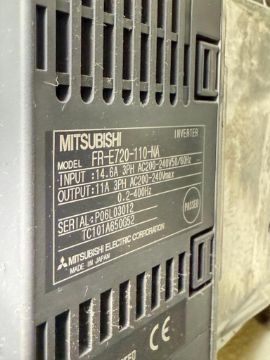 MITSUBISHI INVERTER
MODEL FR-E720-110-NA
INPUT :14.6A 3PH AC200-240V50/60Hz
OUTPUT:11A 3PH AC200-240Vmax
0.2-400Hz
SERIAL:P06L03012
TC101A650G52
PASSED
MITSUBISHI ELECTRIC CORPORATION
MADE IN JAPAN
CE